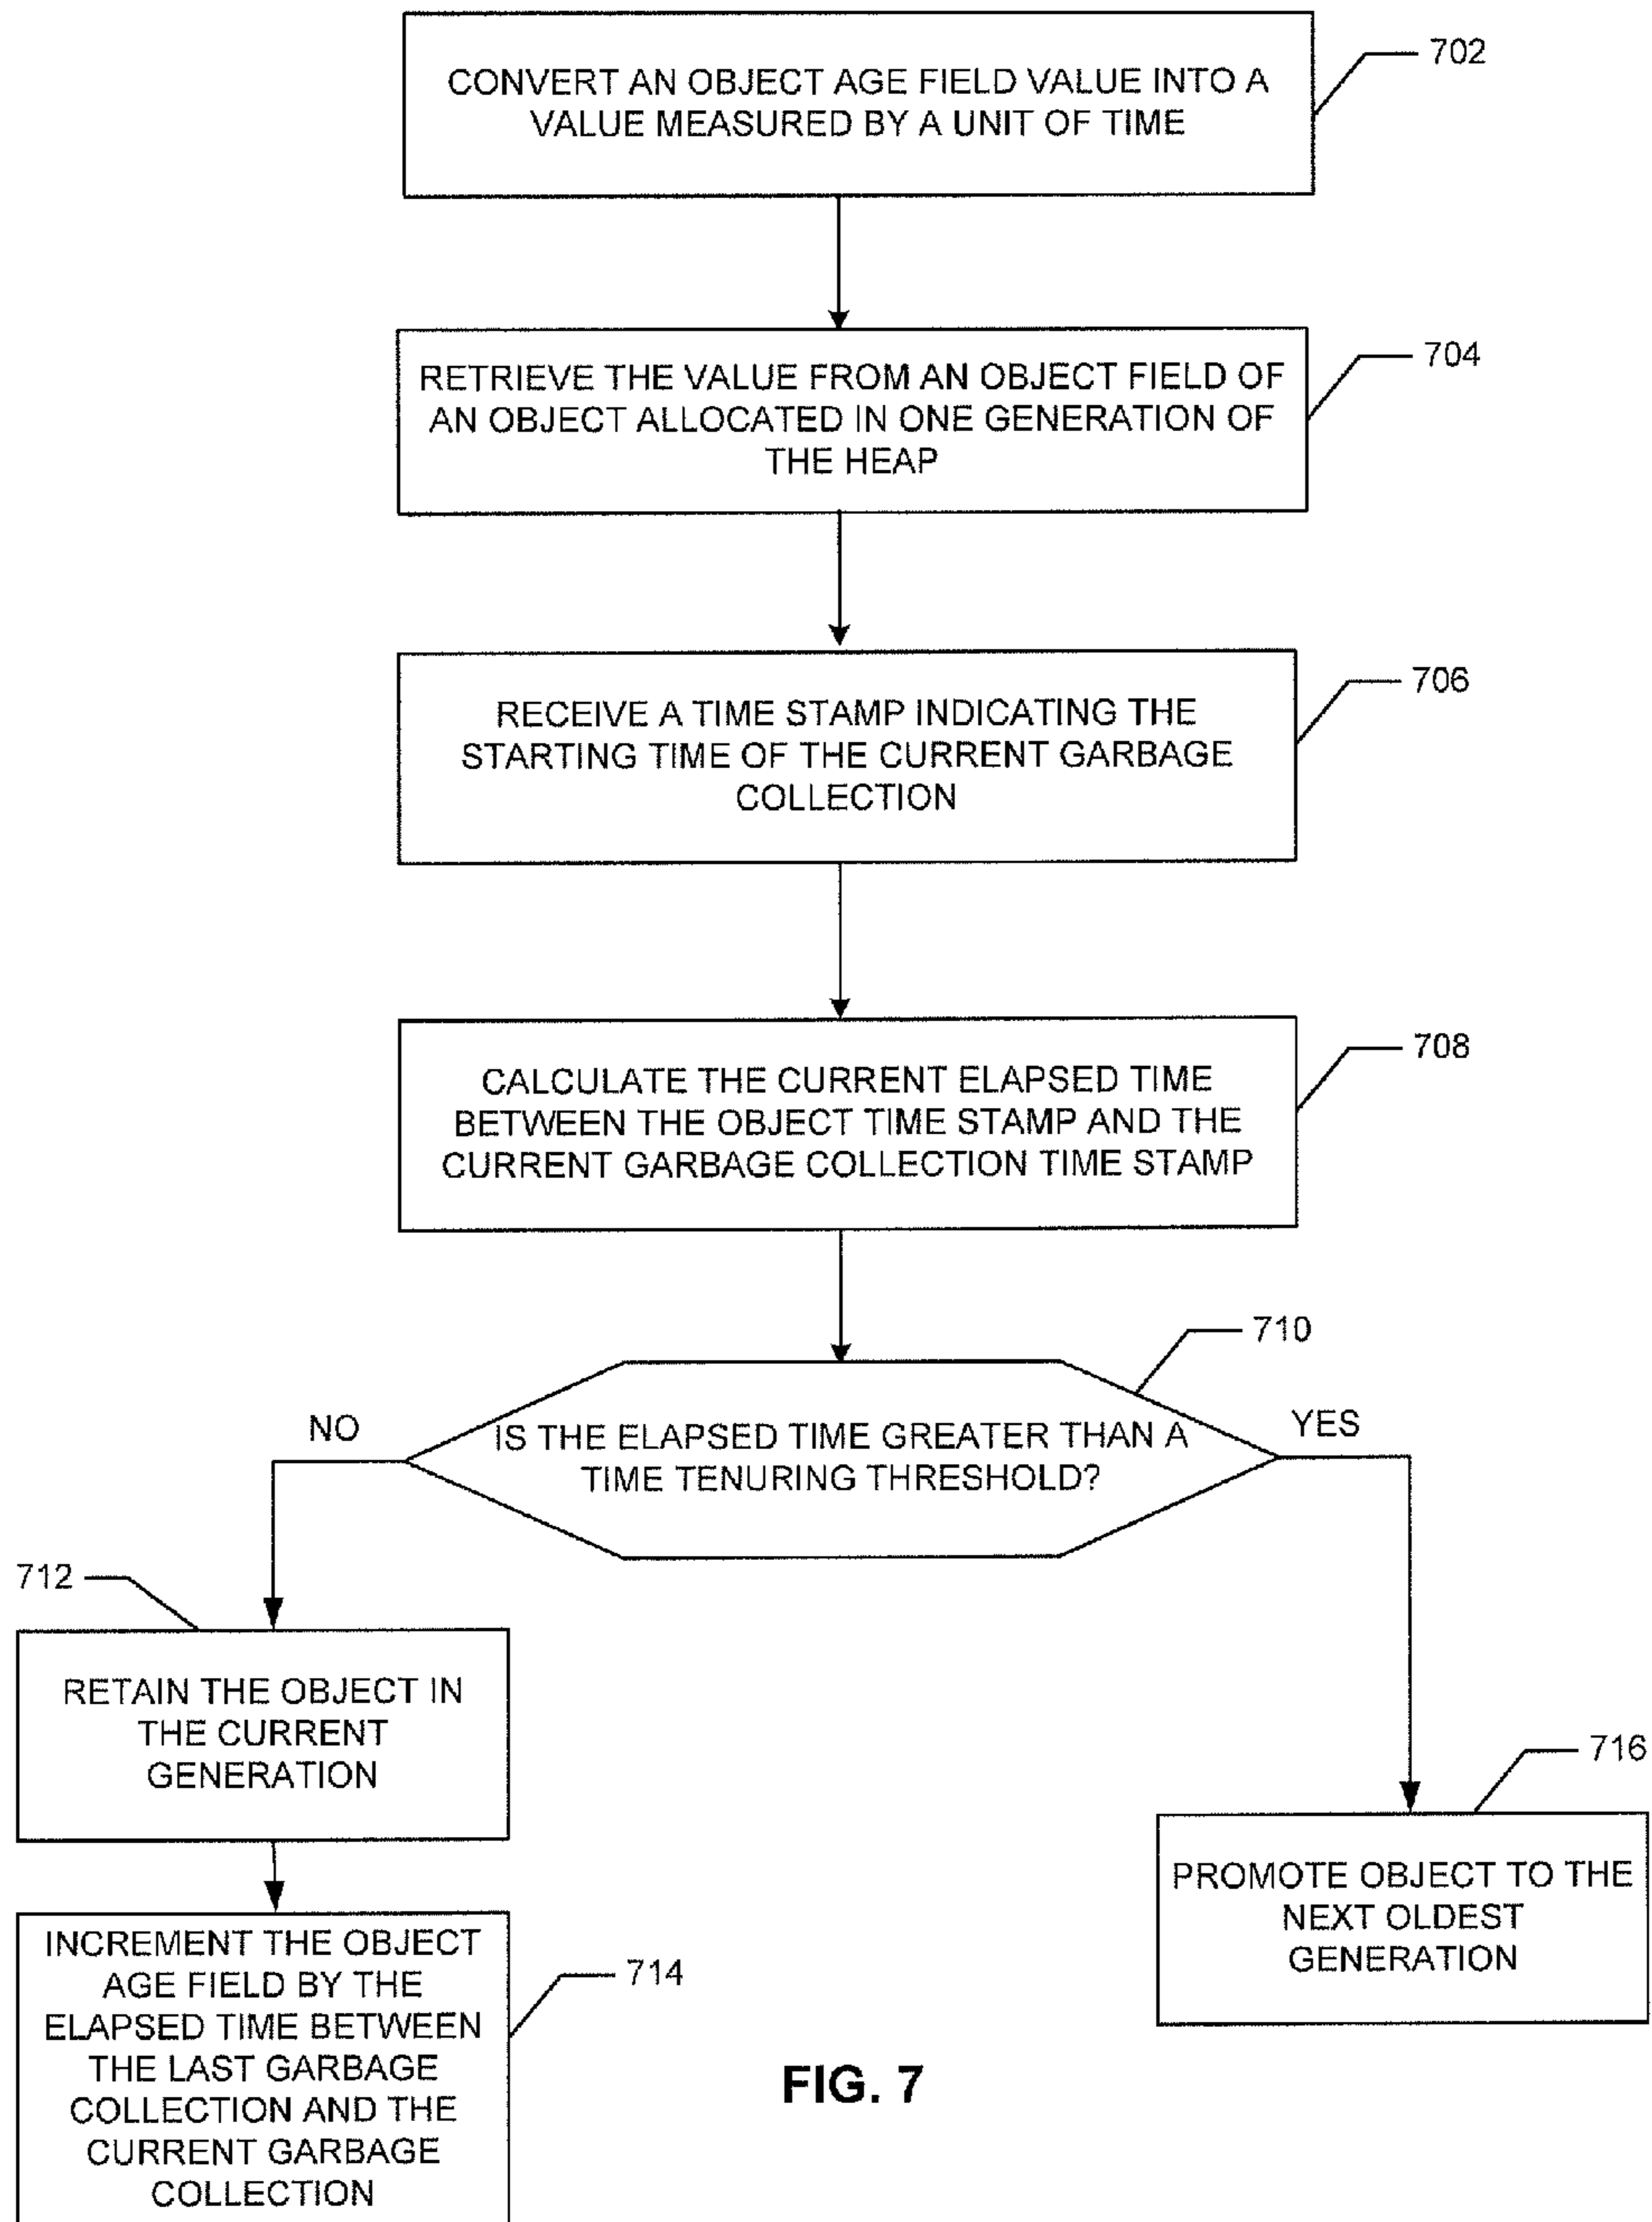 CONVERT AN OBJECT AGE FIELD VALUE INTO A
VALUE MEASURED BY A UNIT OF TIME
702
RETRIEVE THE VALUE FROM AN OBJECT FIELD OF
AN OBJECT ALLOCATED IN ONE GENERATION OF
THE HEAP
704
RECEIVE A TIME STAMP INDICATING THE
STARTING TIME OF THE CURRENT GARBAGE
COLLECTION
706
CALCULATE THE CURRENT ELAPSED TIME
BETWEEN THE OBJECT TIME STAMP AND THE
CURRENT GARBAGE COLLECTION TIME STAMP
708
710
NO
IS THE ELAPSED TIME GREATER THAN A
TIME TENURING THRESHOLD?
YES
712
RETAIN THE OBJECT IN
THE CURRENT
GENERATION
716
PROMOTE OBJECT TO THE
NEXT OLDEST
GENERATION
INCREMENT THE OBJECT
AGE FIELD BY THE
ELAPSED TIME BETWEEN
THE LAST GARBAGE
COLLECTION AND THE
CURRENT GARBAGE
COLLECTION
714
FIG. 7